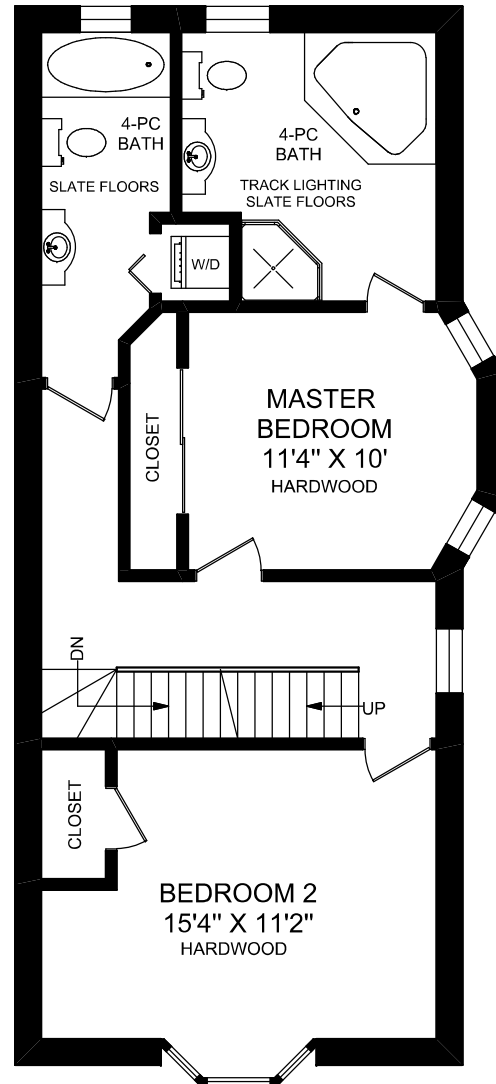 4-PC
BATH
SLATE FLOORS
4-PC
BATH
TRACK LIGHTING
SLATE FLOORS
W/D
MASTER
BEDROOM
11'4" X 10'
HARDWOOD
CLOSET
DN
UP
CLOSET
BEDROOM 2
15'4" X 11'2"
HARDWOOD